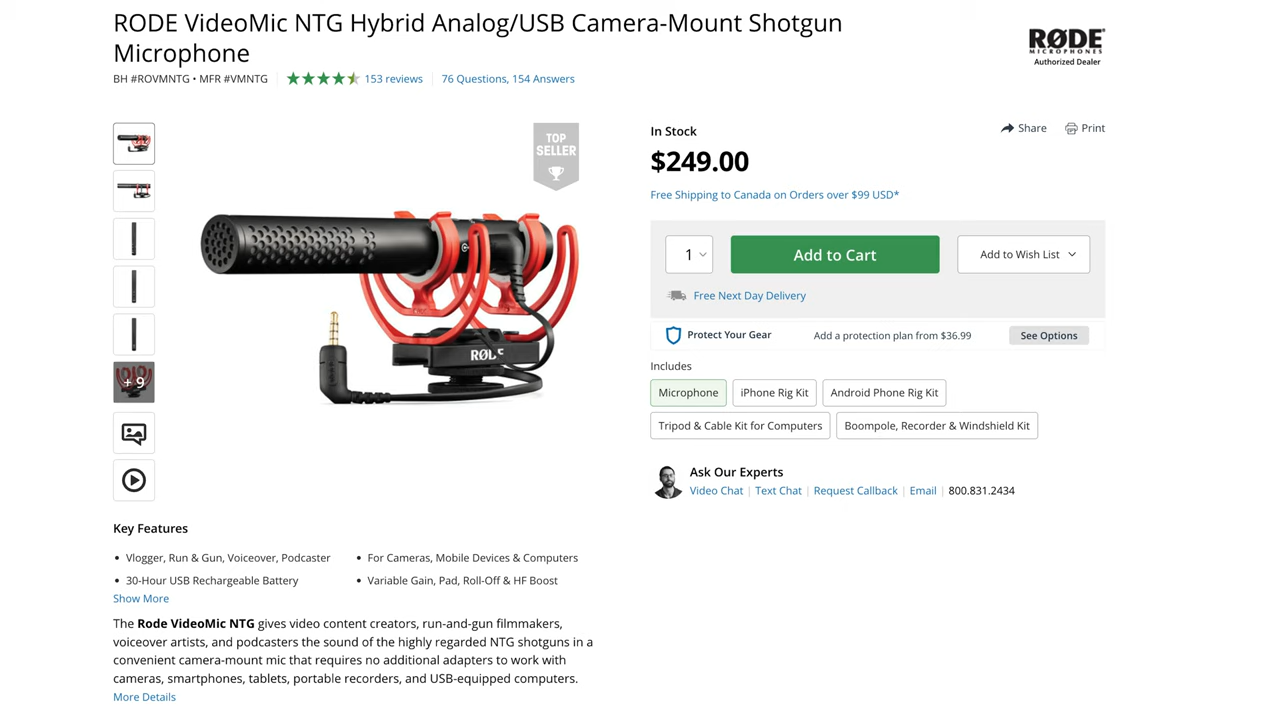 RODE VideoMic NTG Hybrid Analog/USB Camera-Mount Shotgun
Microphone
BH #ROVMNTG • MFR #VMNTG
153 reviews
76 Questions, 154 Answers
RØDE
MICROPHONES
Authorized Dealer
TOP
SELLER
RØDE
+ 9
In Stock
Share
Print
$249.00
Free Shipping to Canada on Orders over $99 USD*
1
Add to Cart
Add to Wish List
Free Next Day Delivery
Protect Your Gear
Add a protection plan from $36.99
See Options
Includes
Microphone
iPhone Rig Kit
Android Phone Rig Kit
Tripod & Cable Kit for Computers
Boompole, Recorder & Windshield Kit
Ask Our Experts
Video Chat | Text Chat | Request Callback | Email | 800.831.2434
Key Features
• Vlogger, Run & Gun, Voiceover, Podcaster
• For Cameras, Mobile Devices & Computers
• 30-Hour USB Rechargeable Battery
• Variable Gain, Pad, Roll-Off & HF Boost
Show More
The Rode VideoMic NTG gives video content creators, run-and-gun filmmakers,
voiceover artists, and podcasters the sound of the highly regarded NTG shotguns in a
convenient camera-mount mic that requires no additional adapters to work with
cameras, smartphones, tablets, portable recorders, and USB-equipped computers.
More Details